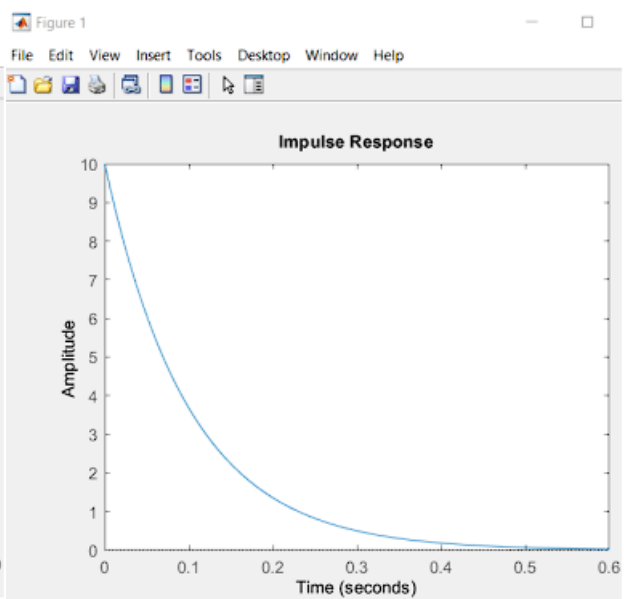 Figure 1
File Edit View Insert Tools Desktop Window Help
Impulse Response
10
9
8
7
6
5
4
3
2
1
0
Amplitude
0 0.1 0.2 0.3 0.4 0.5 0.6
Time (seconds)